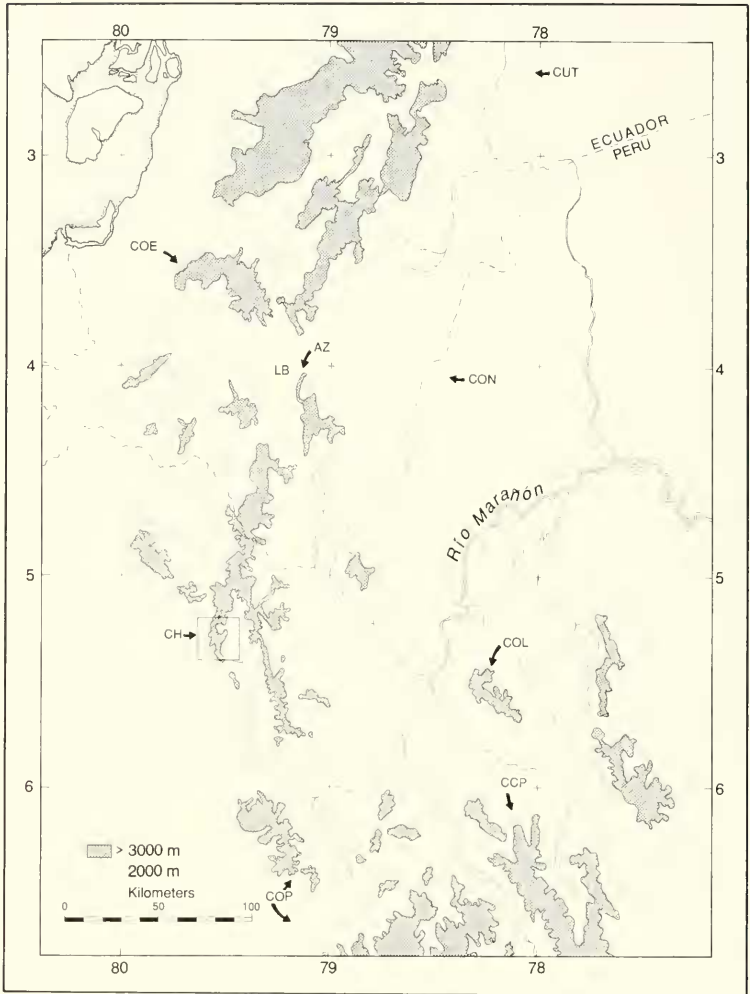 80
79
78
CUT
ECUADOR
PERU
3
3
COE
AZ
LB
4
4
CON
Río Marañón
5
5
CH
COL
6
6
CCP
> 3000 m
2000 m
Kilometers
COP
0 50 100
80
79
78